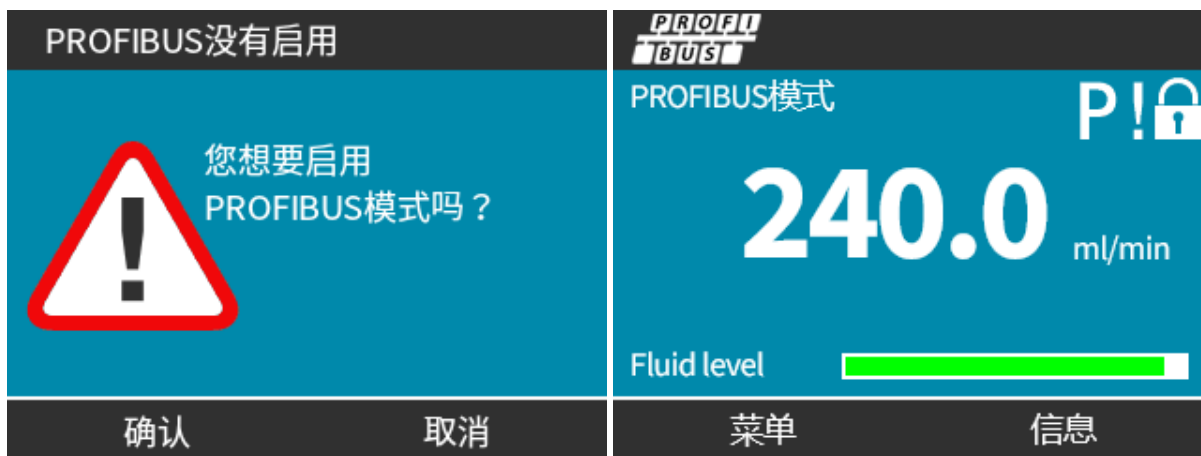 PROFIBUS没有启用
您想要启用
PROFIBUS模式吗？
!
确认 取消
PROFI
BUS
PROFIBUS模式 P!
240.0 ml/min
Fluid level
菜单 信息